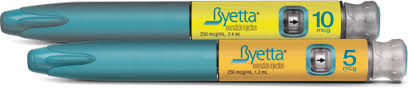 Byetta
exenatide injection
250 mcg/mL, 2.4 mL
10
mcg
Byetta
exenatide injection
250 mcg/mL, 1.2 mL
5
mcg